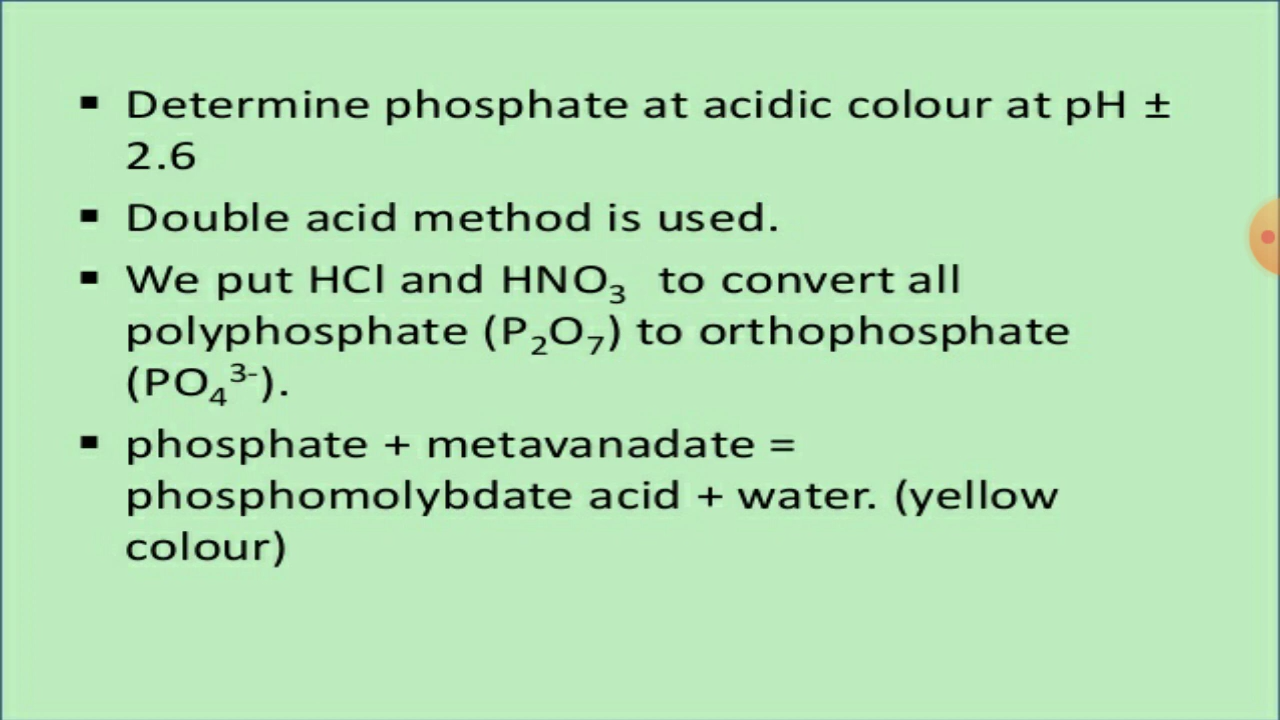 ▪ Determine phosphate at acidic colour at pH ±
2.6
▪ Double acid method is used.
▪ We put HCl and HNO₃ to convert all
polyphosphate (P₂O₇) to orthophosphate
(PO₄³⁻).
▪ phosphate + metavanadate =
phosphomolybdate acid + water. (yellow
colour)